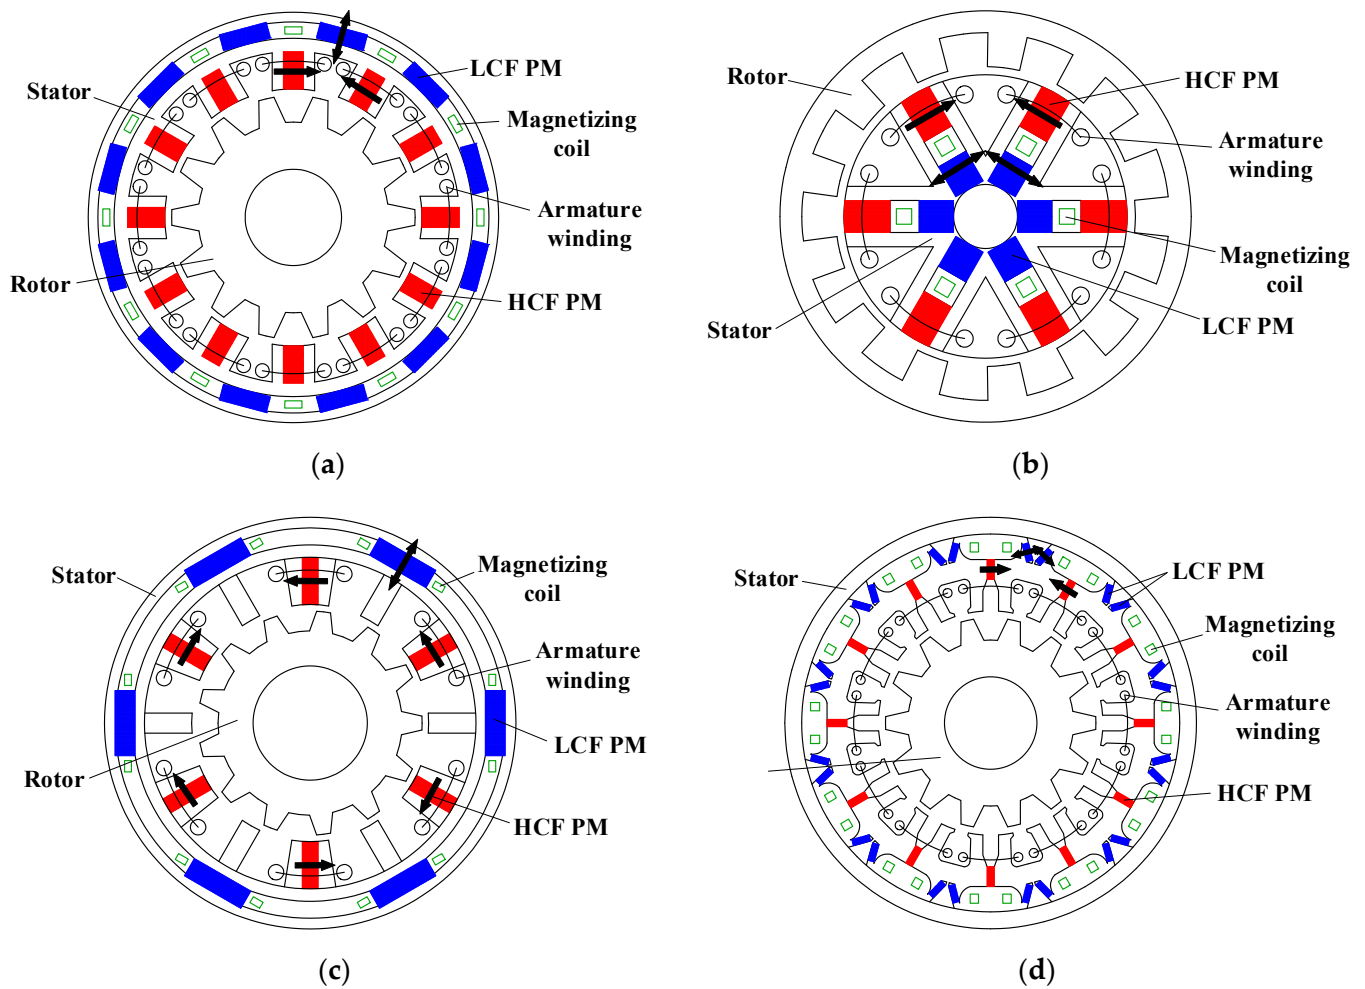 LCF PM
Stator
Magnetizing
coil
Armature
winding
Rotor
HCF PM
(a)
Rotor
HCF PM
Armature
winding
Magnetizing
coil
Stator
LCF PM
(b)
Stator
Magnetizing
coil
Armature
winding
LCF PM
Rotor
HCF PM
(c)
Stator
LCF PM
Magnetizing
coil
Armature
winding
HCF PM
(d)